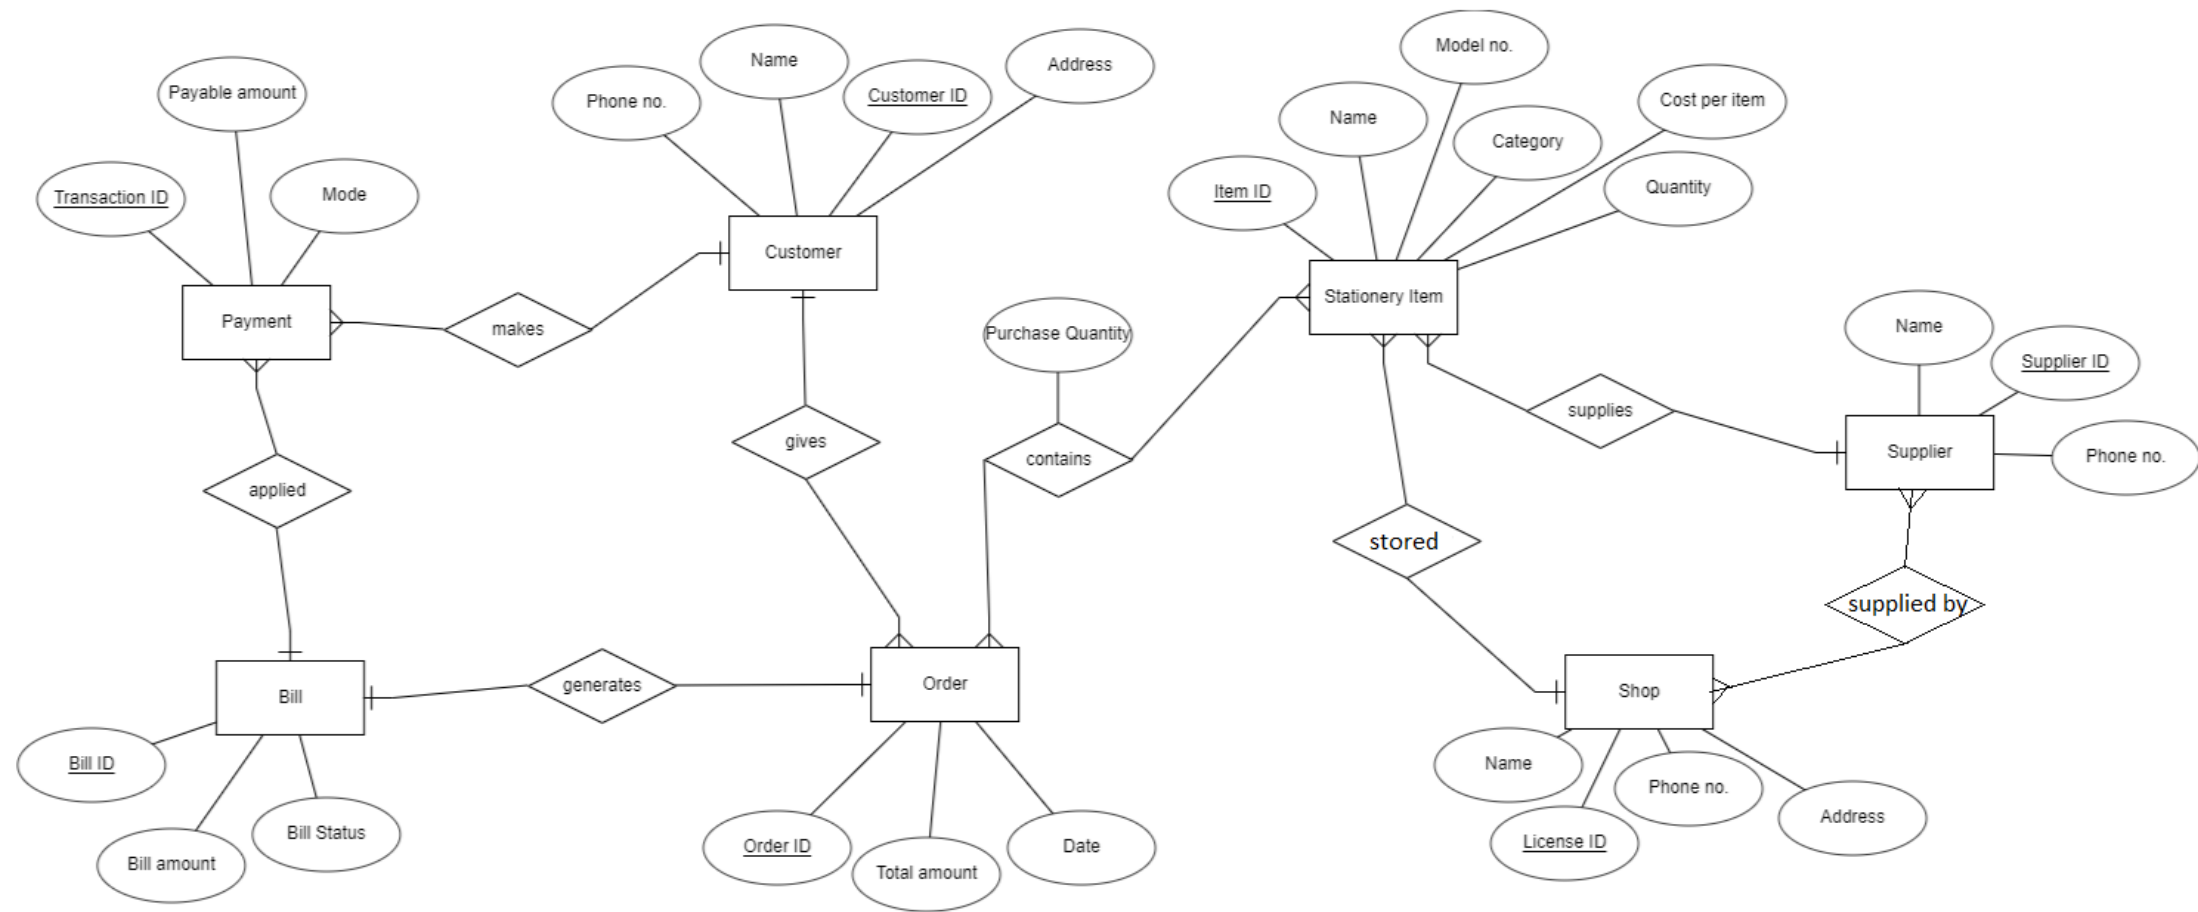 Payable amount
Transaction ID
Mode
Payment
Phone no.
Name
Customer ID
Address
Customer
makes
applied
gives
Bill
generates
Order
Bill ID
Bill amount
Bill Status
Order ID
Total amount
Date
Purchase Quantity
contains
Item ID
Name
Model no.
Category
Cost per item
Quantity
Stationery Item
supplies
stored
Name
Supplier ID
Supplier
Phone no.
supplied by
Shop
Name
License ID
Phone no.
Address